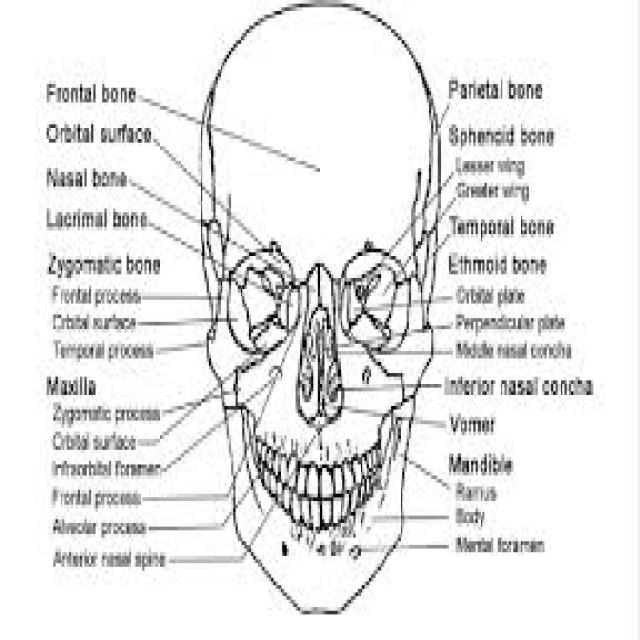 Frontal bone
Orbital surface
Nasal bone
Lacrimal bone
Zygomatic bone
Frontal process
Orbital surface
Temporal process
Maxilla
Zygomatic process
Orbital surface
Infraorbital foramen
Frontal process
Alveolar process
Anterior nasal spine
Parietal bone
Sphenoid bone
Lesser wing
Greater wing
Temporal bone
Ethmoid bone
Orbital plate
Perpendicular plate
Middle nasal concha
Inferior nasal concha
Vomer
Mandible
Ramus
Body
Mental foramen